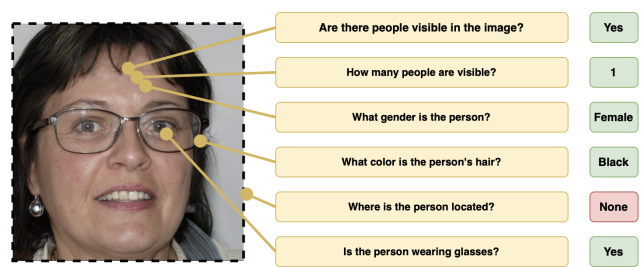 Are there people visible in the image? Yes
How many people are visible? 1
What gender is the person? Female
What color is the person's hair? Black
Where is the person located? None
Is the person wearing glasses? Yes